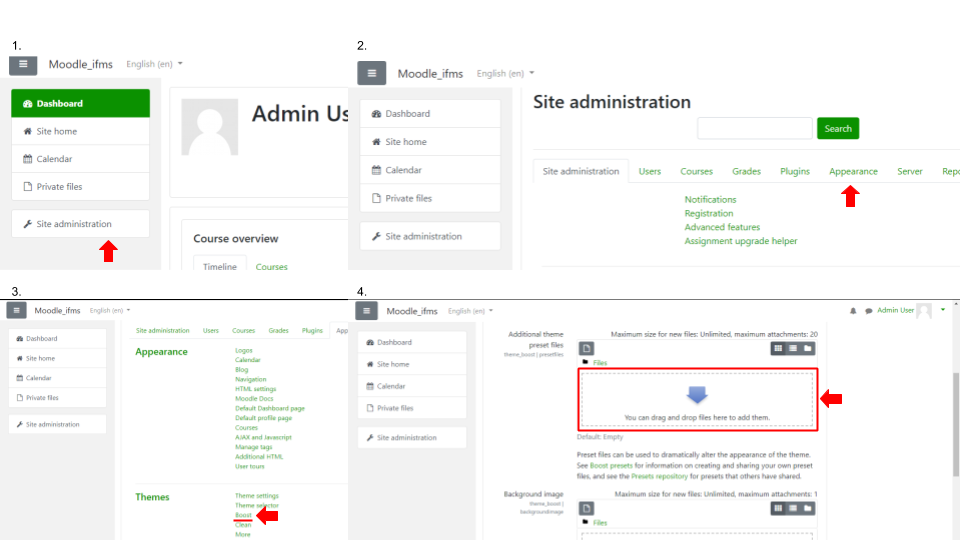 1.
Moodle_ifms English (en)
Dashboard
Site home
Calendar
Private files
Site administration
Admin Us
Course overview
Timeline Courses
2.
Moodle_ifms English (en)
Dashboard
Site home
Calendar
Private files
Site administration
Site administration
Search
Site administration Users Courses Grades Plugins Appearance Server Repo
Notifications
Registration
Advanced features
Assignment upgrade helper
3.
Moodle_ifms English (en)
Dashboard
Site home
Calendar
Private files
Site administration
Site administration Users Courses Grades Plugins App
Appearance
Logos
Calendar
Blog
Navigation
HTML settings
Moodle Docs
Default Dashboard page
Default profile page
Courses
AJAX and Javascript
Manage tags
Additional HTML
User tours
Themes
Theme settings
Theme selector
Boost
Clean
More
4.
Moodle_ifms English (en)
Admin User
Dashboard
Site home
Calendar
Private files
Site administration
Additional theme
preset files
theme_boost | presetfiles
Maximum size for new files: Unlimited, maximum attachments: 20
Files
You can drag and drop files here to add them.
Default: Empty
Preset files can be used to dramatically alter the appearance of the theme.
See Boost presets for information on creating and sharing your own preset
files, and see the Presets repository for presets that others have shared.
Background image
theme_boost |
backgroundimage
Maximum size for new files: Unlimited, maximum attachments: 1
Files